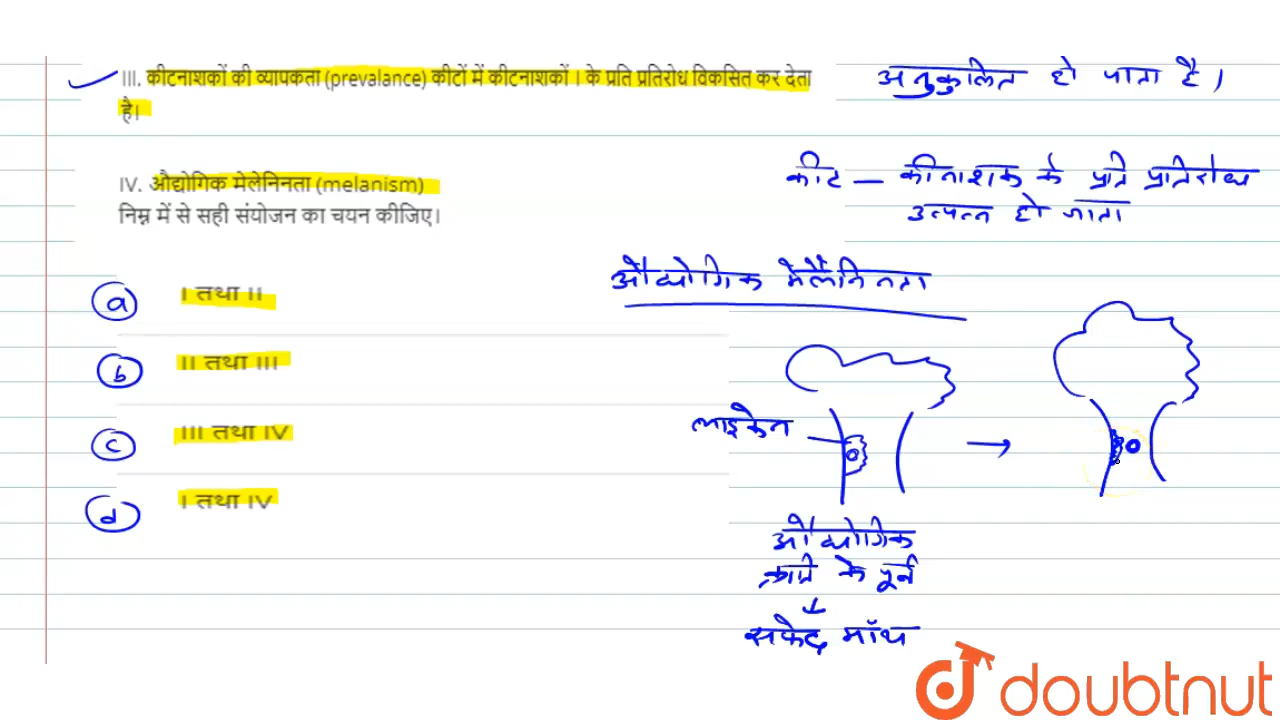 III. कीटनाशकों की व्यापकता (prevalance) कीटों में कीटनाशकों । के प्रति प्रतिरोध विकसित कर देता
है।
अनुकुलित हो जाता है।
कीट – कीनाशक के प्रति प्रतिरोध
उत्पन्न हो जाता
IV. औद्योगिक मेलेनिनता (melanism)
निम्न में से सही संयोजन का चयन कीजिए।
औद्योगिक मेलैनिनता
a I तथा II
b II तथा III
c III तथा IV
d I तथा IV
लाइकेन
औद्योगिक
क्रांति के पूर्व
सफेद मॉथ
doubtnut